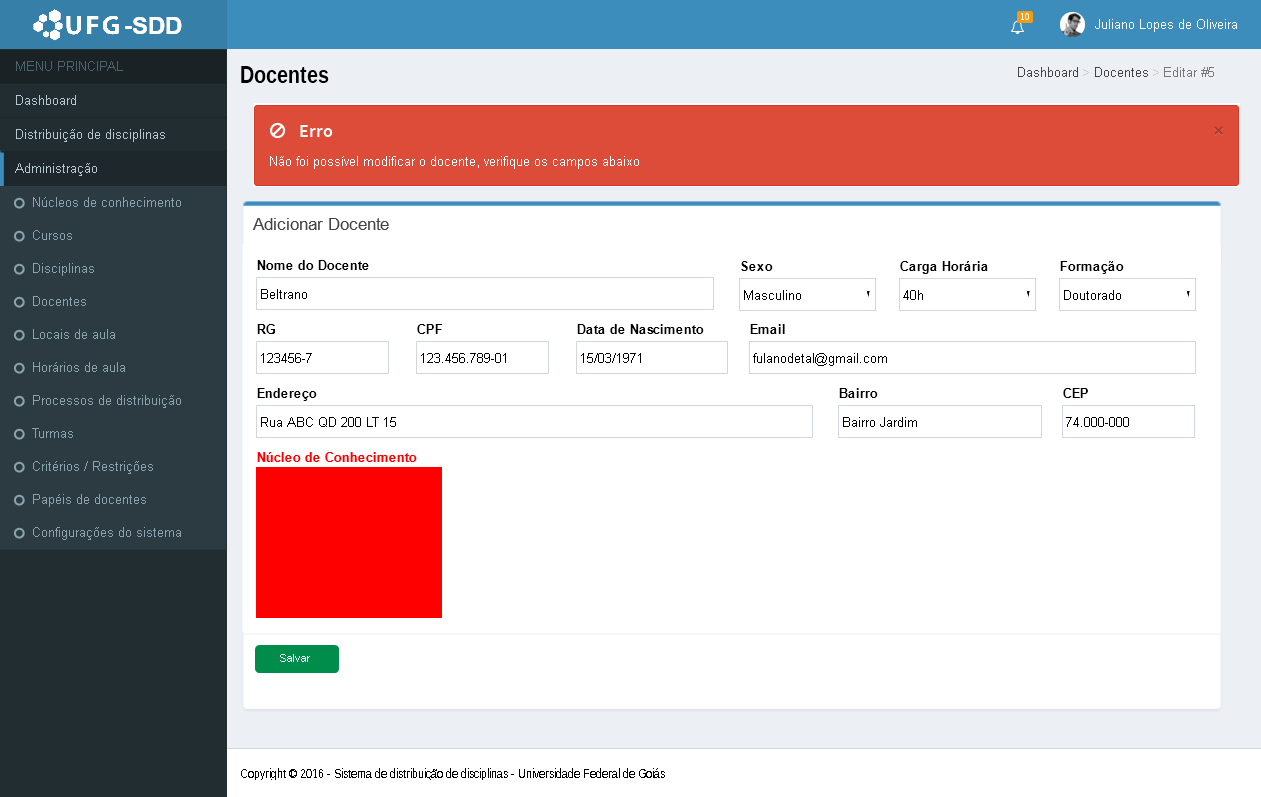 UFG-SDD
10
Juliano Lopes de Oliveira
MENU PRINCIPAL
Dashboard
Distribuição de disciplinas
Administração
Núcleos de conhecimento
Cursos
Disciplinas
Docentes
Locais de aula
Horários de aula
Processos de distribuição
Turmas
Critérios / Restrições
Papéis de docentes
Configurações do sistema
Docentes
Dashboard > Docentes > Editar #5
Erro
×
Não foi possível modificar o docente, verifique os campos abaixo
Adicionar Docente
Nome do Docente Sexo Carga Horária Formação
Beltrano Masculino 40h Doutorado
RG CPF Data de Nascimento Email
123456-7 123.456.789-01 15/03/1971 fulanodetal@gmail.com
Endereço Bairro CEP
Rua ABC QD 200 LT 15 Bairro Jardim 74.000-000
Núcleo de Conhecimento
Salvar
Copyright © 2016 - Sistema de distribuição de disciplinas - Universidade Federal de Goiás